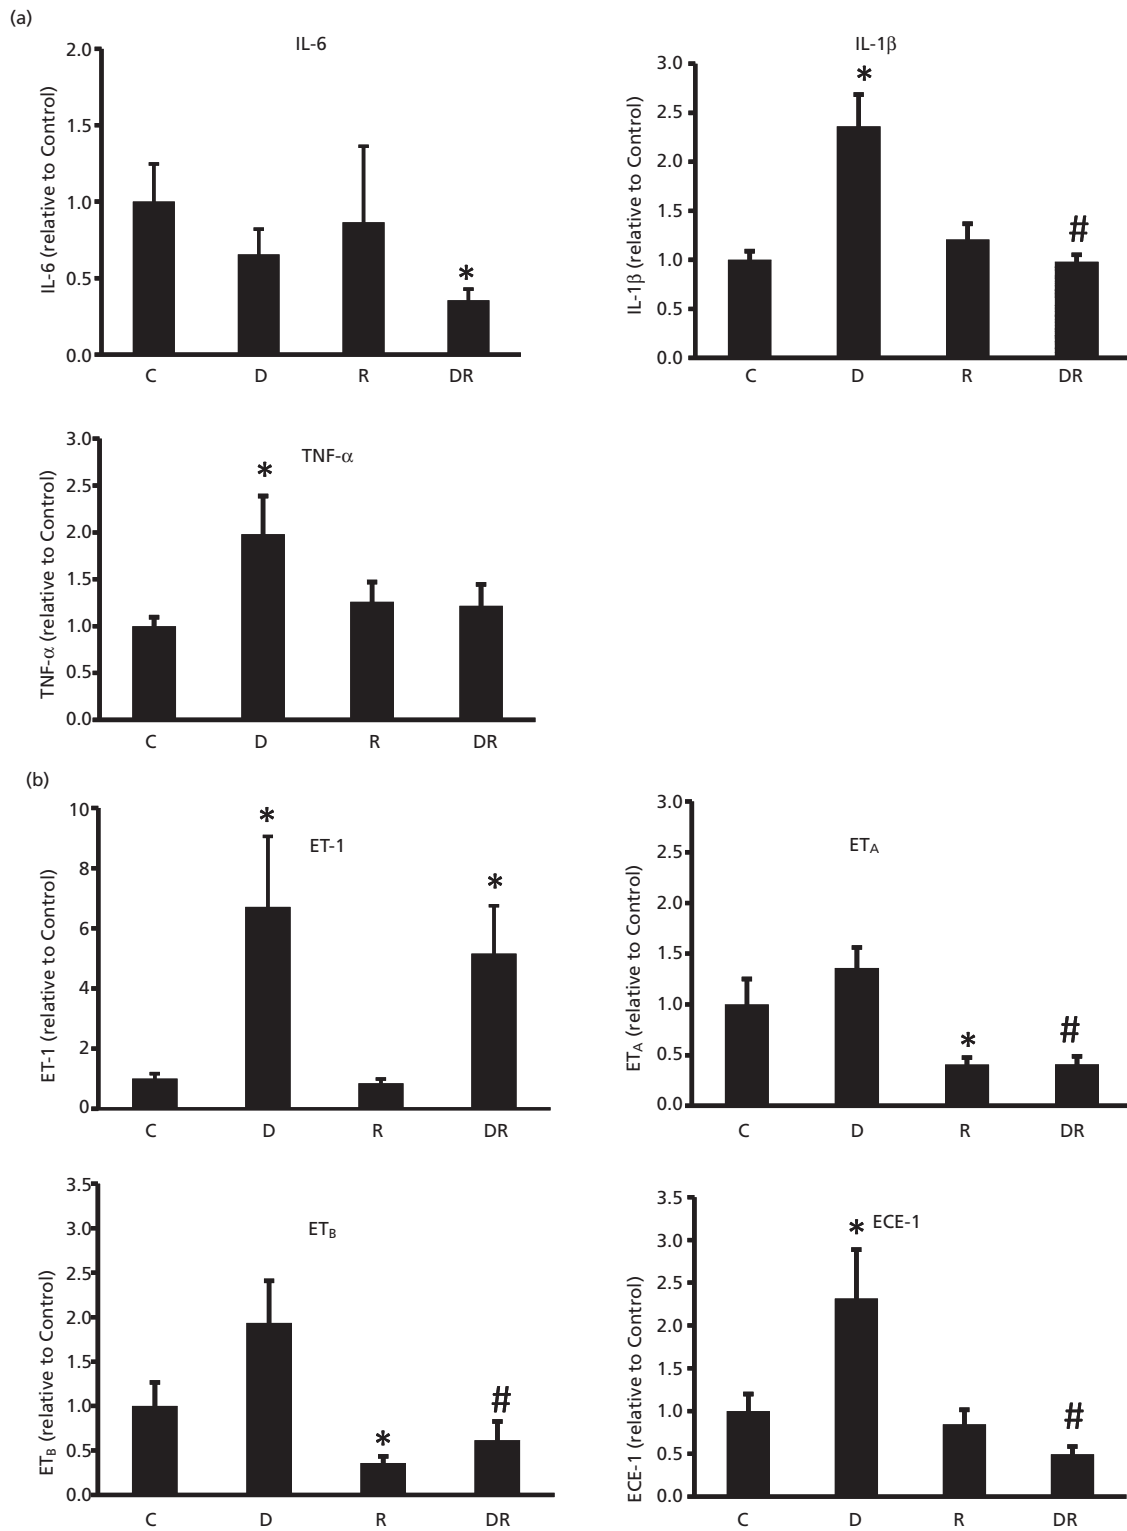 (a)
IL-6
IL-6 (relative to Control)
2.0
1.5
1.0
0.5
0.0
*
C D R DR
IL-1β
IL-1β (relative to Control)
3.0
2.5
2.0
1.5
1.0
0.5
0.0
*
#
C D R DR
TNF-α
TNF-α (relative to Control)
3.0
2.5
2.0
1.5
1.0
0.5
0.0
*
C D R DR
(b)
ET-1
ET-1 (relative to Control)
10
8
6
4
2
0
*
*
C D R DR
ET_A
ET_A (relative to Control)
3.0
2.5
2.0
1.5
1.0
0.5
0.0
*
#
C D R DR
ET_B
ET_B (relative to Control)
3.5
3.0
2.5
2.0
1.5
1.0
0.5
0.0
*
#
C D R DR
ECE-1
ECE-1 (relative to Control)
3.5
3.0
2.5
2.0
1.5
1.0
0.5
0.0
*
#
C D R DR